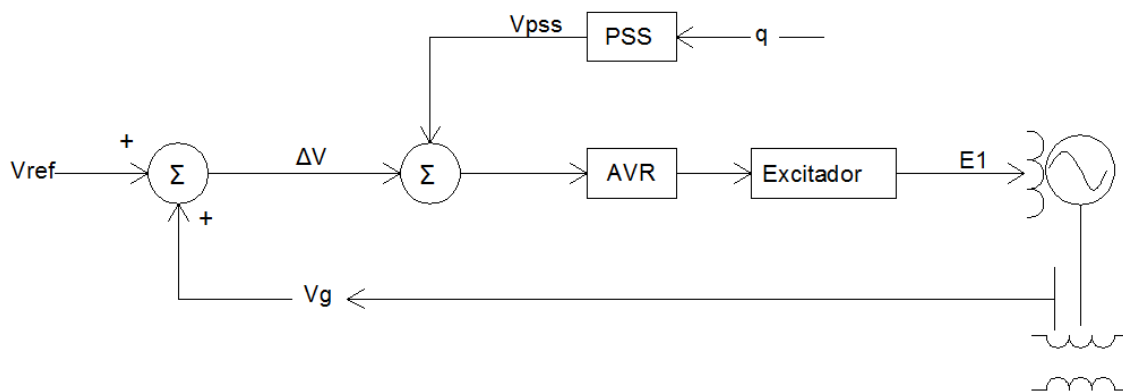 Vpss
PSS
q
+
Vref
Σ
ΔV
Σ
AVR
Excitador
E1
+
Vg